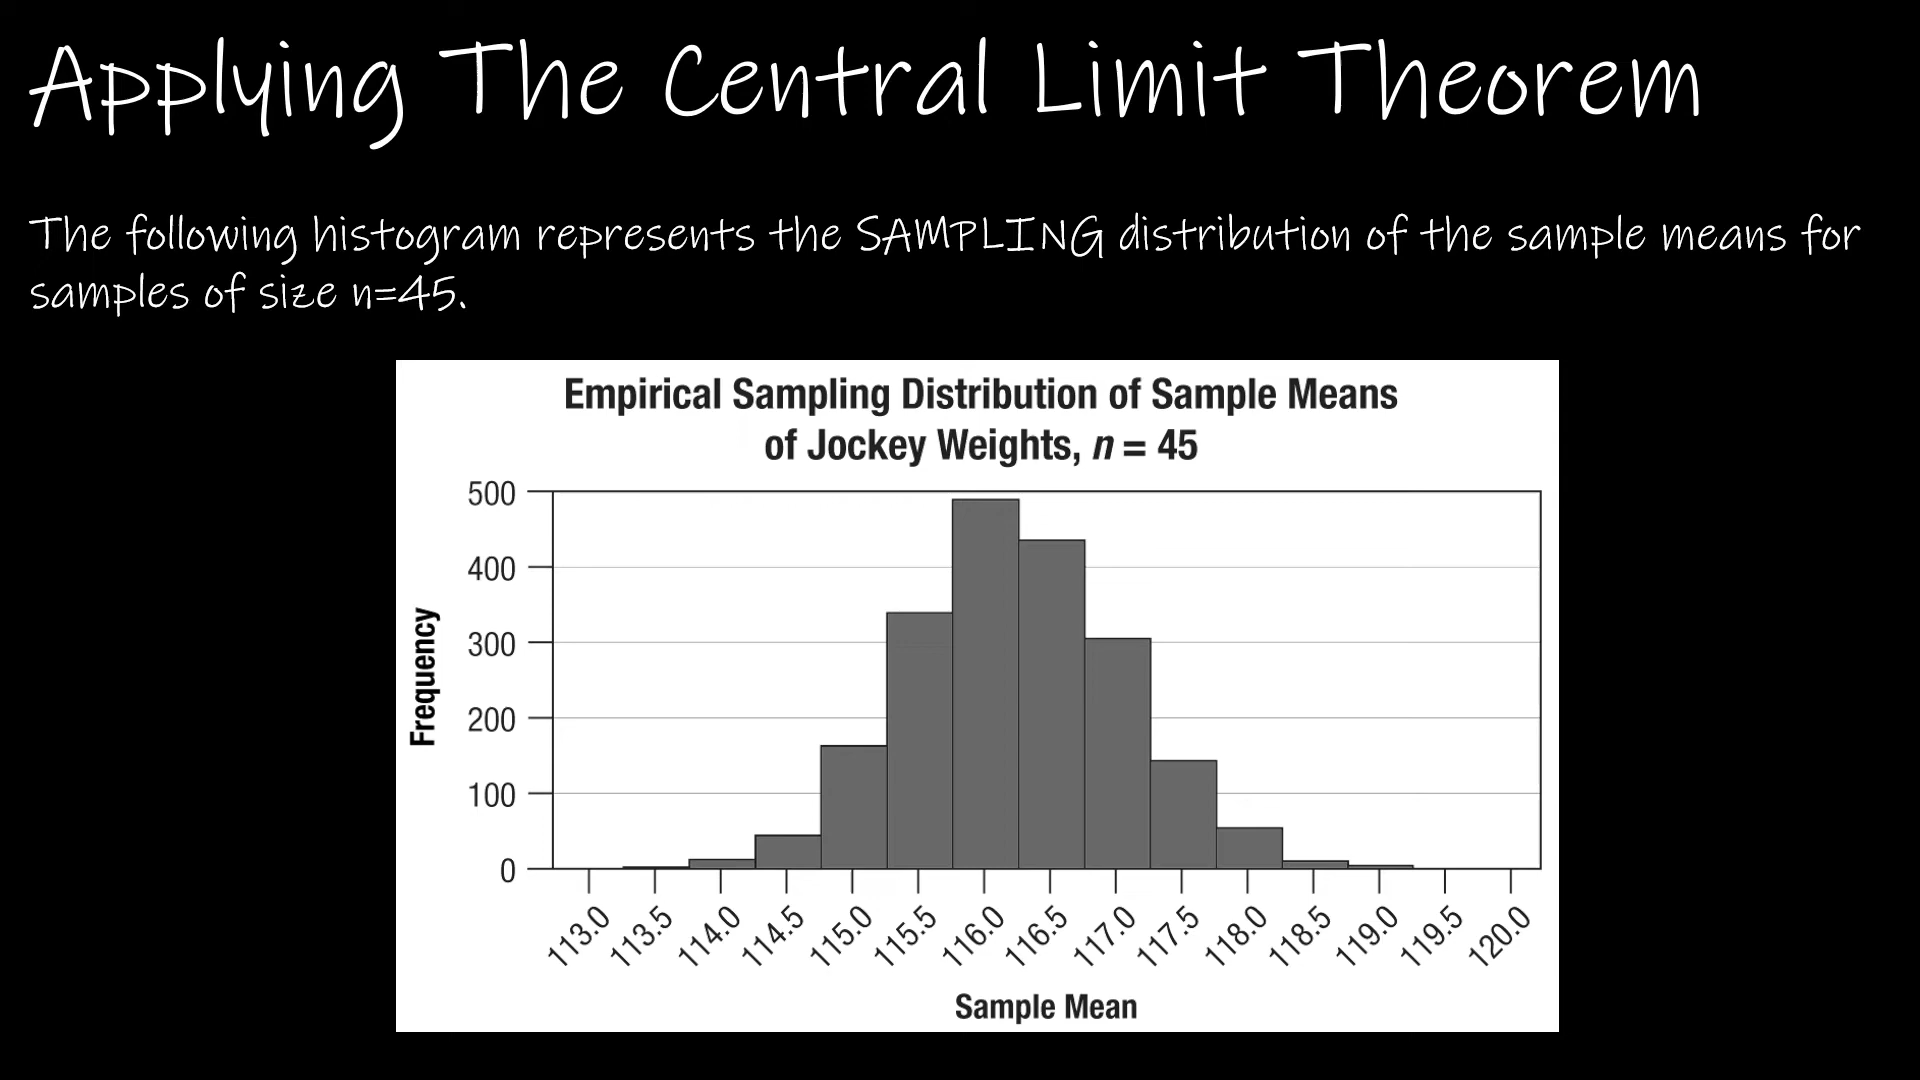 Applying The Central Limit Theorem
The following histogram represents the SAMPLING distribution of the sample means for
samples of size n=45.
Empirical Sampling Distribution of Sample Means
of Jockey Weights, n = 45
500
400
300
200
100
0
Frequency
113.0 113.5 114.0 114.5 115.0 115.5 116.0 116.5 117.0 117.5 118.0 118.5 119.0 119.5 120.0
Sample Mean